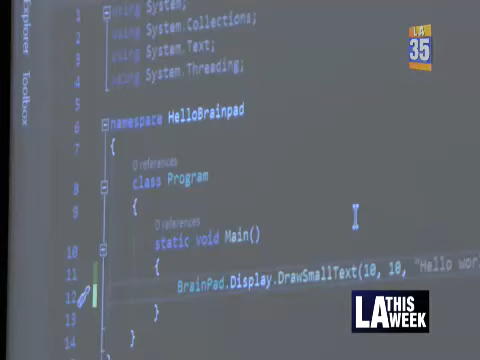 Explorer
Toolbox
1 using System;
2 using System.Collections;
3 using System.Text;
4 using System.Threading;
5
6 namespace HelloBrainpad
7 {
0 references
8 class Program
9 {
0 references
10 static void Main()
11 {
12 BrainPad.Display.DrawSmallText(10, 10, "Hello wor
13 }
14 }
LA
35
LA THIS WEEK